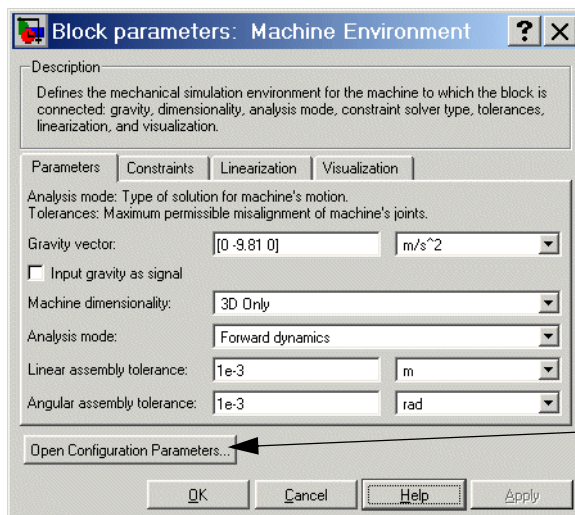 Block parameters: Machine Environment
Description
Defines the mechanical simulation environment for the machine to which the block is
connected: gravity, dimensionality, analysis mode, constraint solver type, tolerances,
linearization, and visualization.
Parameters Constraints Linearization Visualization
Analysis mode: Type of solution for machine's motion.
Tolerances: Maximum permissible misalignment of machine's joints.
Gravity vector: [0 -9.81 0] m/s^2
Input gravity as signal
Machine dimensionality: 3D Only
Analysis mode: Forward dynamics
Linear assembly tolerance: 1e-3 m
Angular assembly tolerance: 1e-3 rad
Open Configuration Parameters...
OK Cancel Help Apply